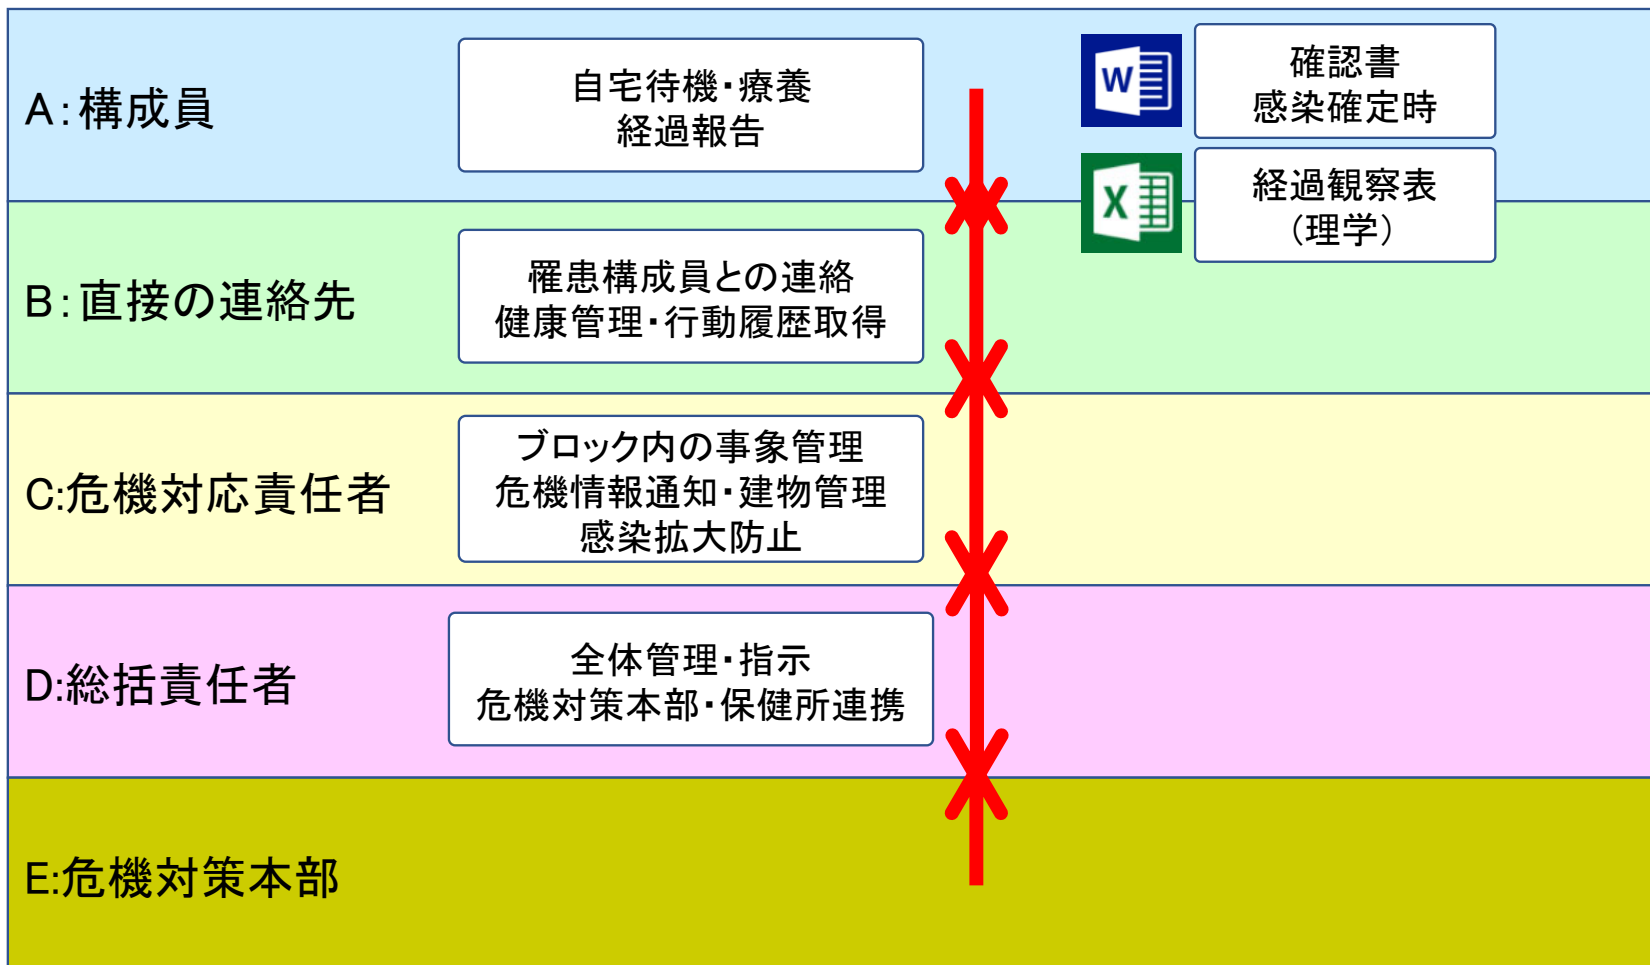 A：構成員
自宅待機・療養
経過報告
W
確認書
感染確定時
X
経過観察表
（理学）
B：直接の連絡先
罹患構成員との連絡
健康管理・行動履歴取得
C:危機対応責任者
ブロック内の事象管理
危機情報通知・建物管理
感染拡大防止
D:総括責任者
全体管理・指示
危機対策本部・保健所連携
E:危機対策本部